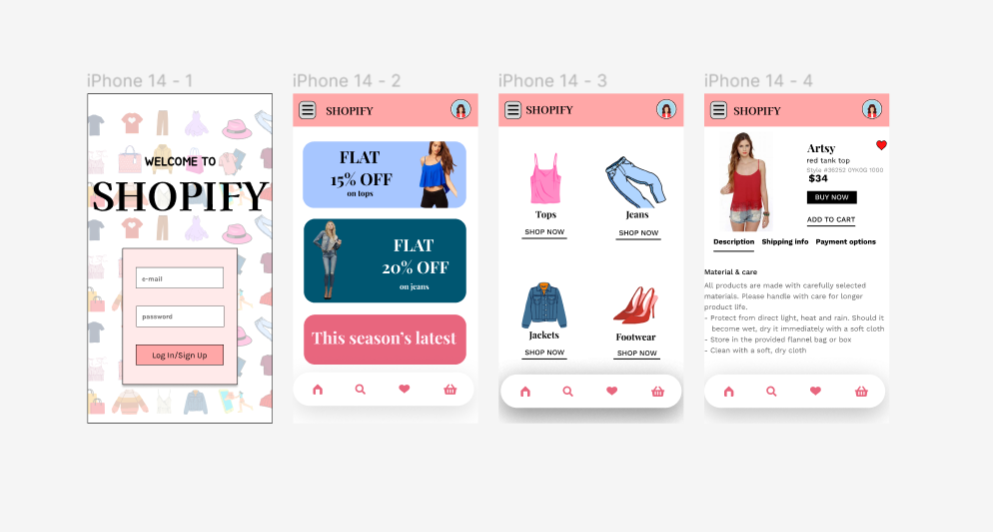 iPhone 14 - 1
WELCOME TO
SHOPIFY
e-mail
password
Log In/Sign Up
iPhone 14 - 2
SHOPIFY
FLAT
15% OFF
on tops
FLAT
20% OFF
on jeans
This season's latest
iPhone 14 - 3
SHOPIFY
Tops
SHOP NOW
Jeans
SHOP NOW
Jackets
SHOP NOW
Footwear
SHOP NOW
iPhone 14 - 4
SHOPIFY
Artsy
red tank top
$34
BUY NOW
ADD TO CART
Description Shipping info Payment options
Material & care
All products are made with carefully selected
materials. Please handle with care for longer
product life.
- Protect from direct light, heat and rain. Should it
become wet, dry it immediately with a soft cloth
- Store in the provided flannel bag or box
- Clean with a soft, dry cloth